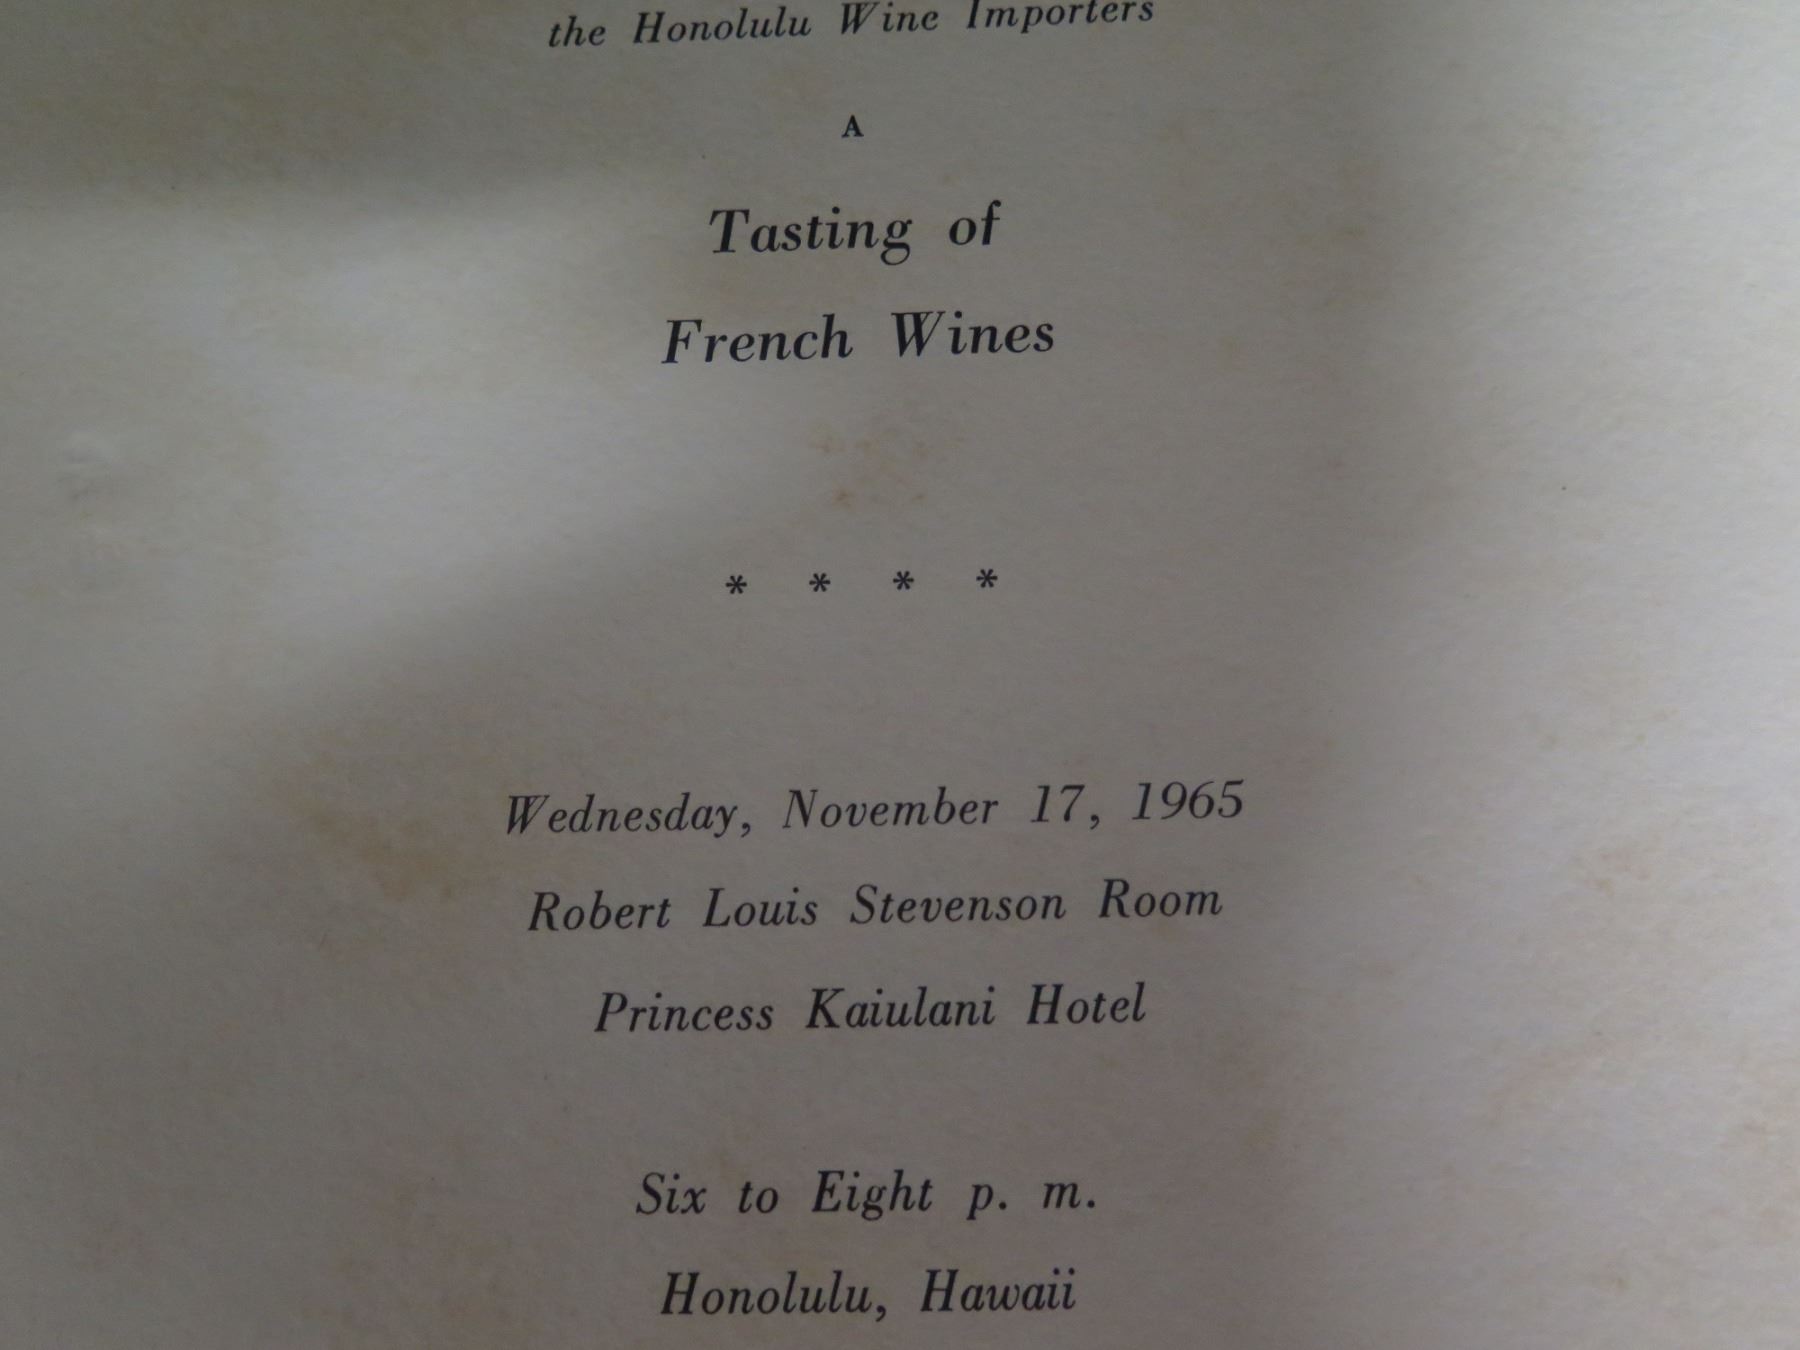 the Honolulu Wine Importers
A
Tasting of
French Wines
* * * *
Wednesday, November 17, 1965
Robert Louis Stevenson Room
Princess Kaiulani Hotel
Six to Eight p. m.
Honolulu, Hawaii